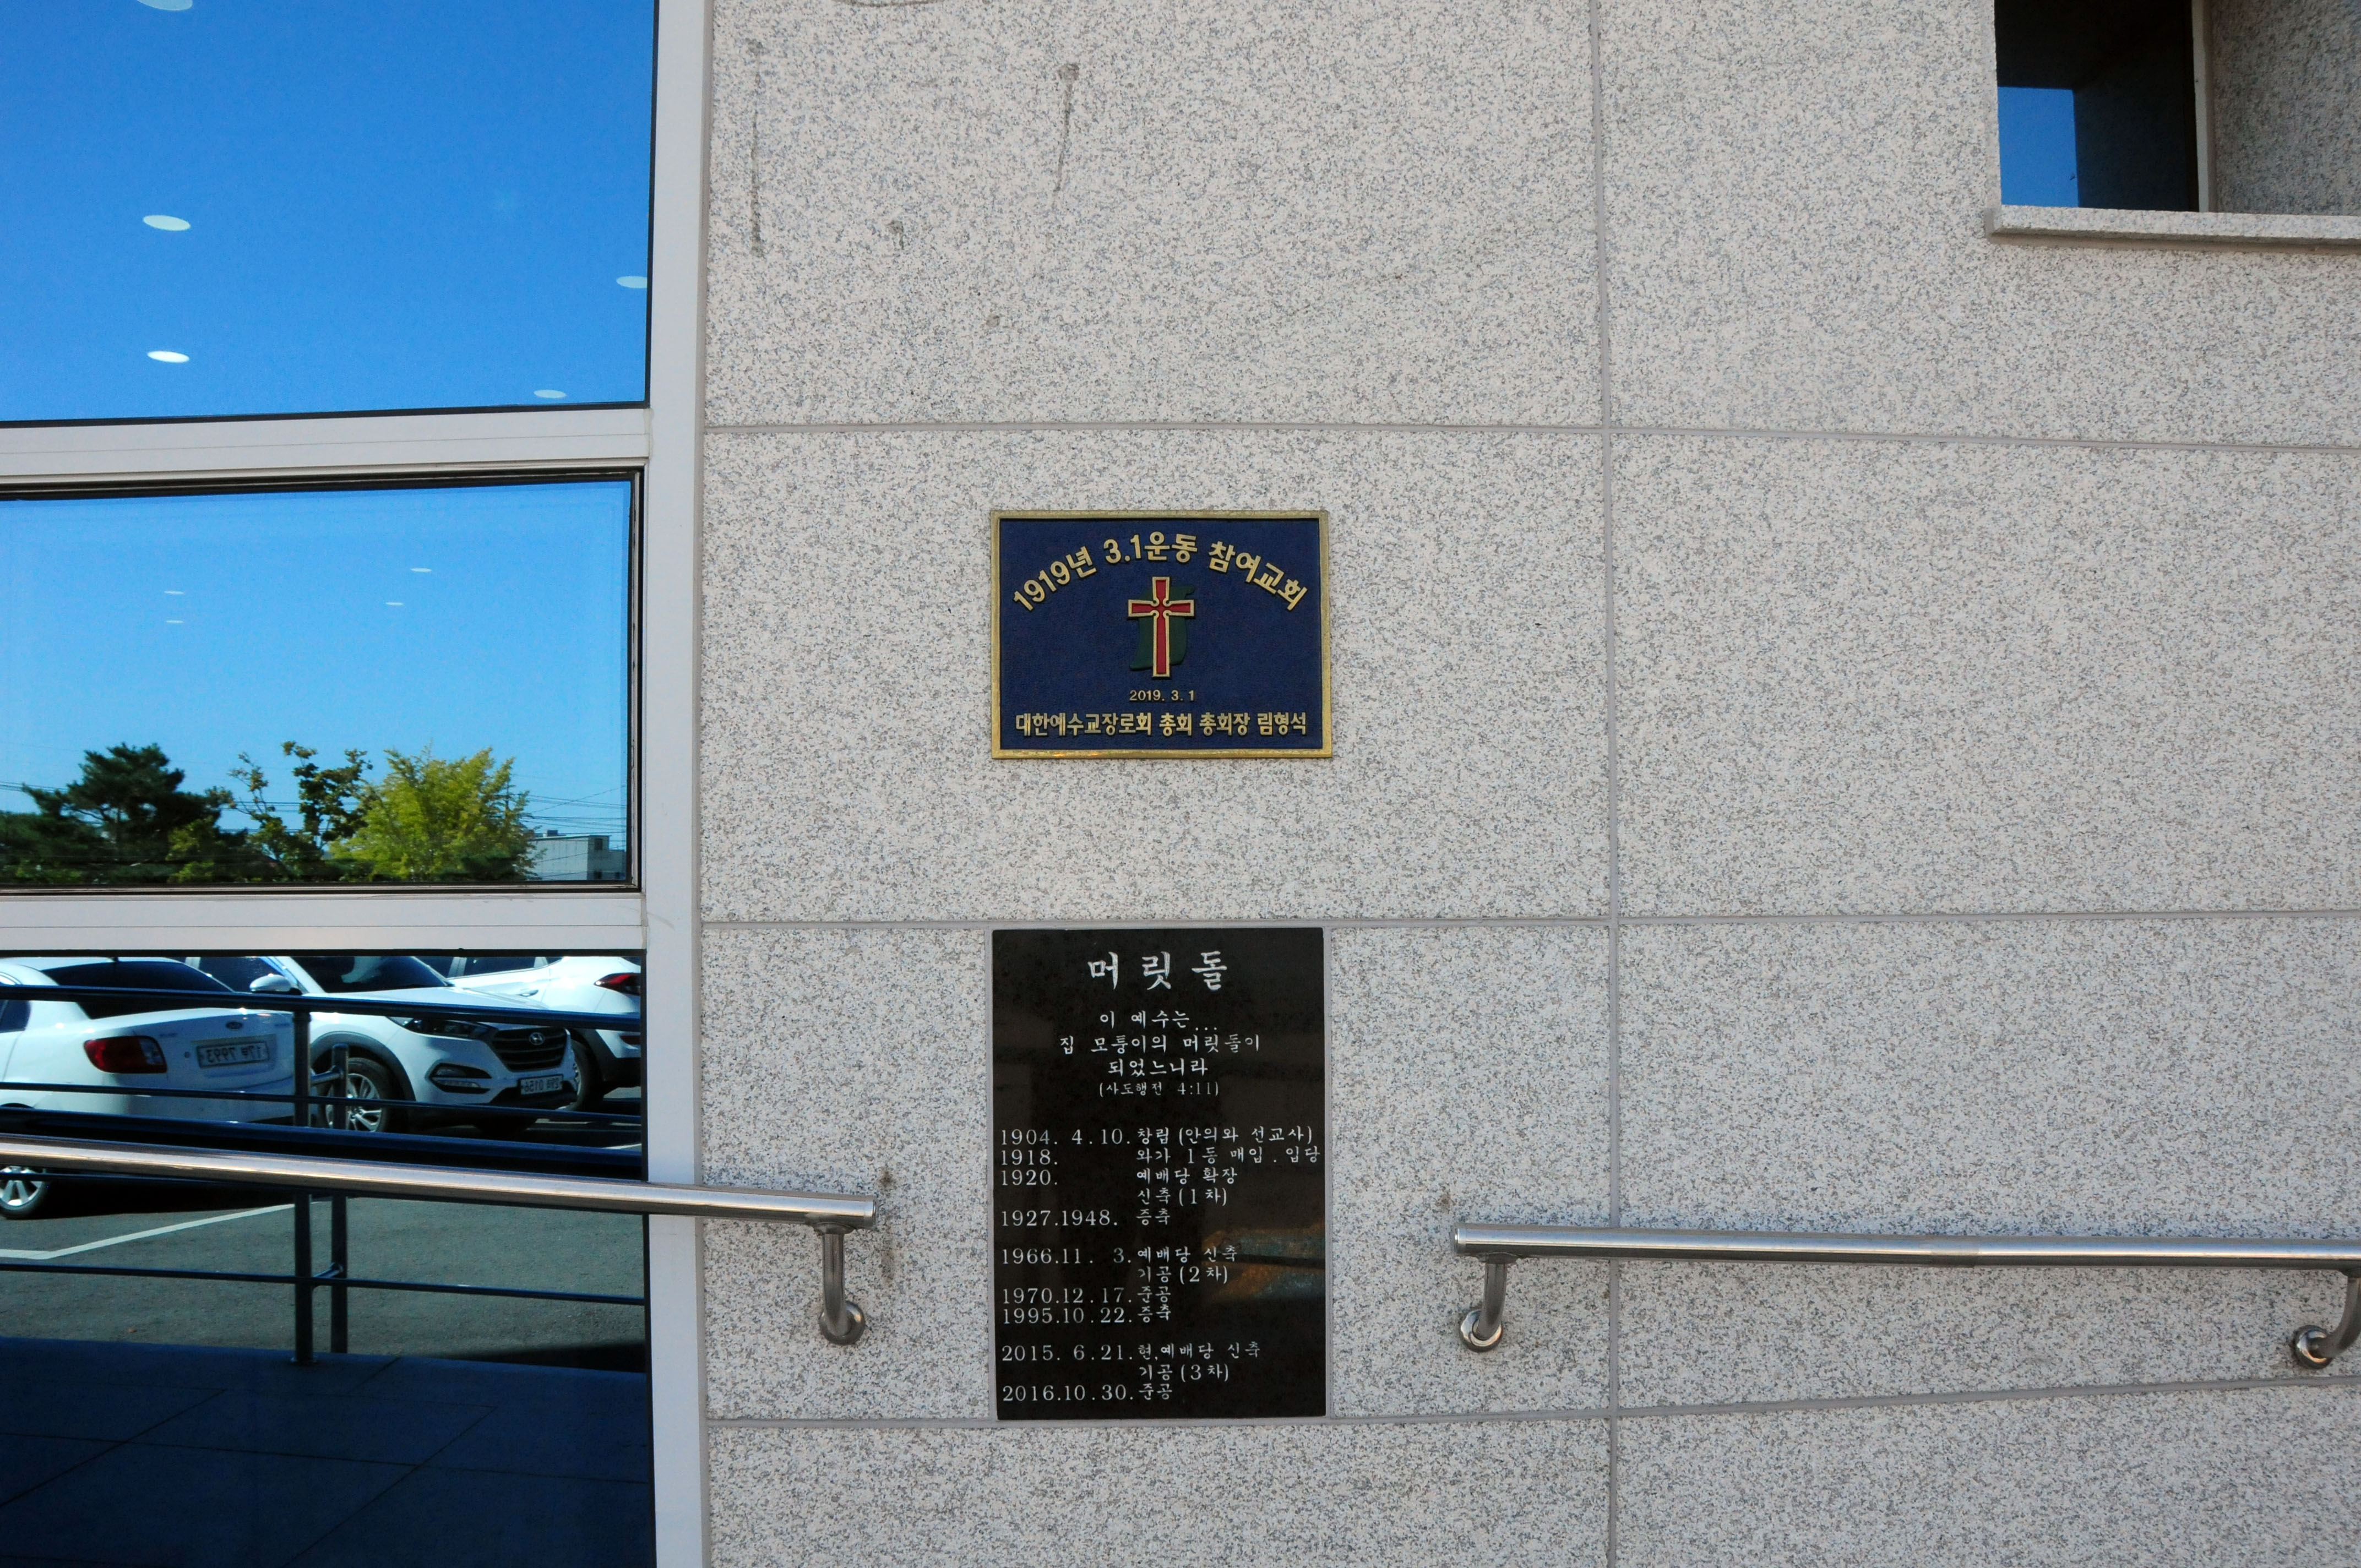 1919년 3.1운동 참여교회
2019. 3. 1
대한예수교장로회 총회 총회장 림형석
머릿돌
이 예수는...
집 모퉁이의 머릿돌이
되었느니라
(사도행전 4:11)
1904. 4.10. 창립(안의와 선교사)
1918. 와가 1동 매입.입당
1920. 예배당 확장
신축(1차)
1927.1948. 증축
1966.11. 3. 예배당 신축
기공(2차)
1970.12.17. 준공
1995.10.22. 증축
2015. 6.21. 현.예배당 신축
기공(3차)
2016.10.30. 준공